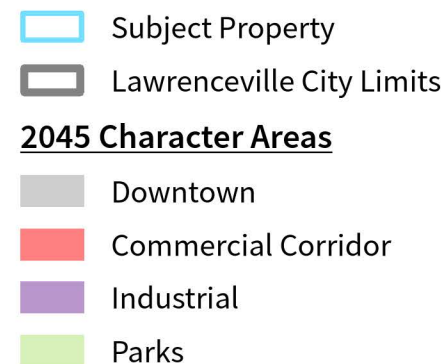 Subject Property
Lawrenceville City Limits
2045 Character Areas
Downtown
Commercial Corridor
Industrial
Parks